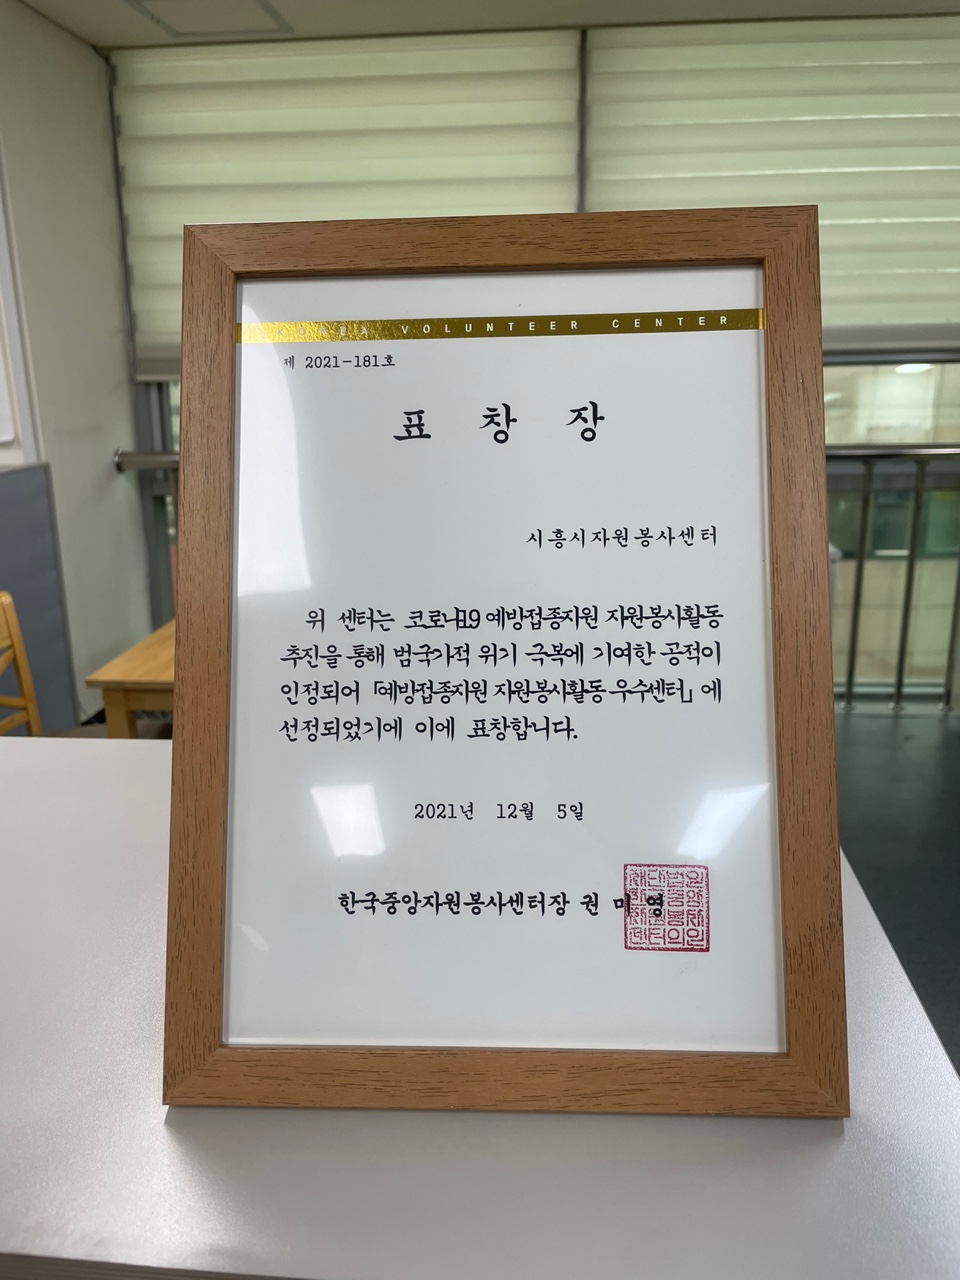 KOREA VOLUNTEER CENTER
제 2021-181호
표 창 장
시흥시자원봉사센터
위 센터는 코로나19 예방접종지원 자원봉사활동
추진을 통해 범국가적 위기 극복에 기여한 공적이
인정되어 「예방접종지원 자원봉사활동 우수센터」에
선정되었기에 이에 표창합니다.
2021년 12월 5일
한국중앙자원봉사센터장 권 미 영